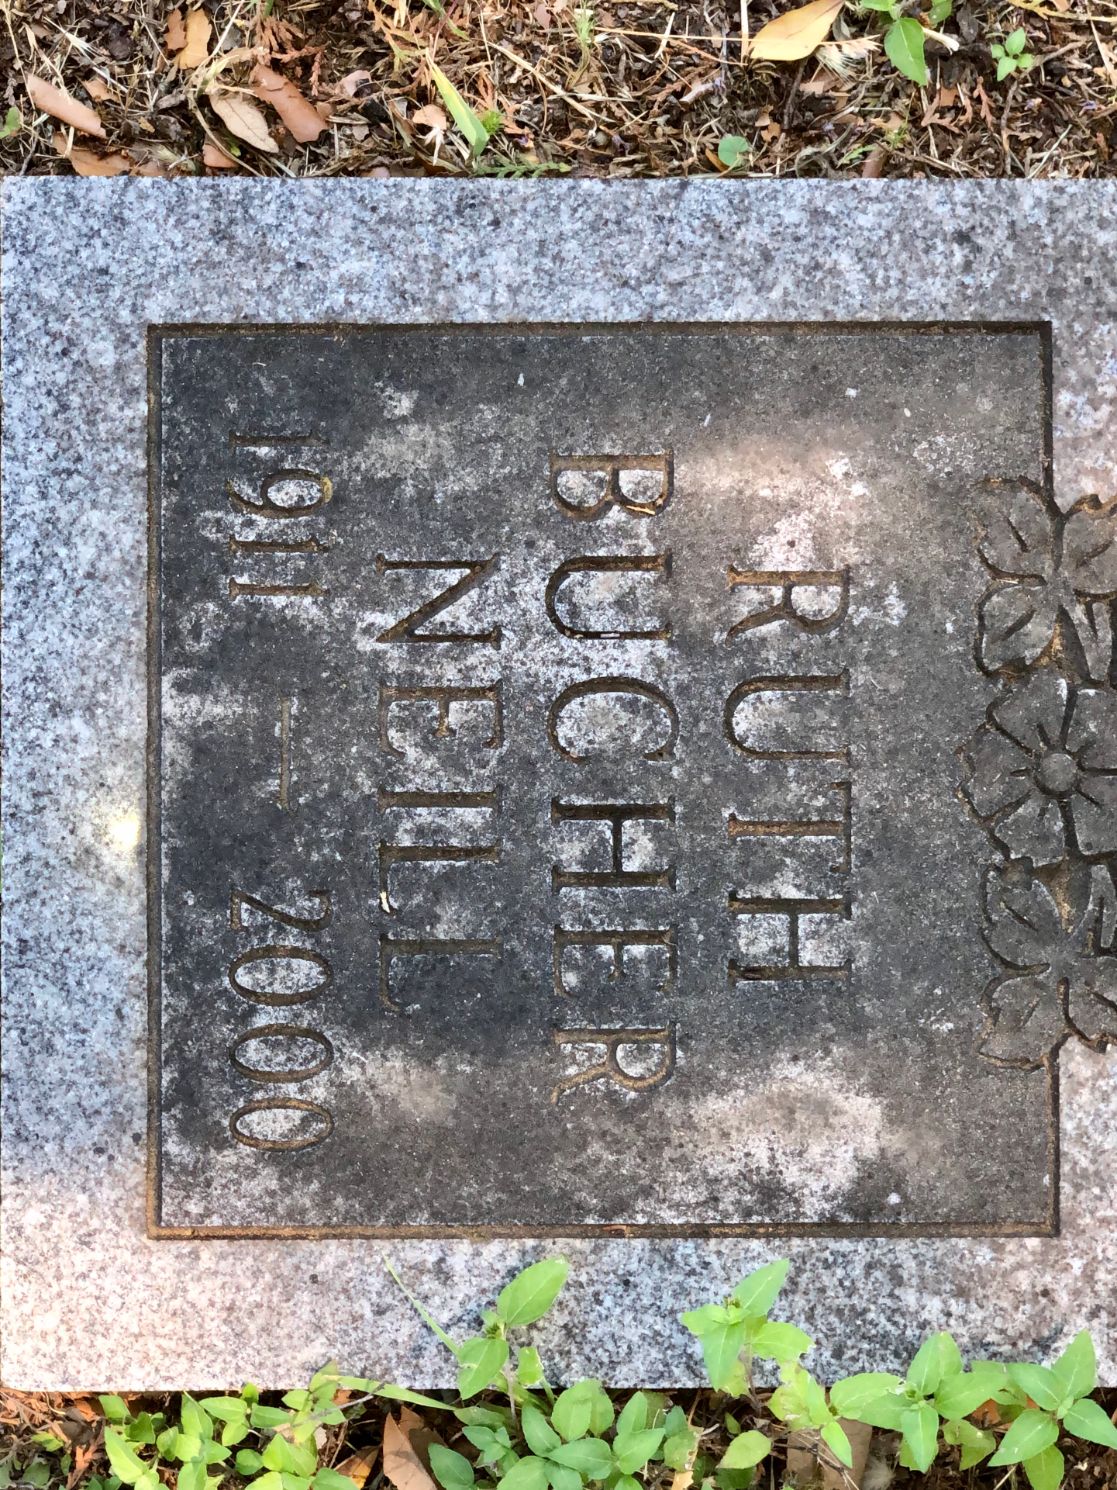 RUTH
BUCHER
NEILL
1911 — 2000